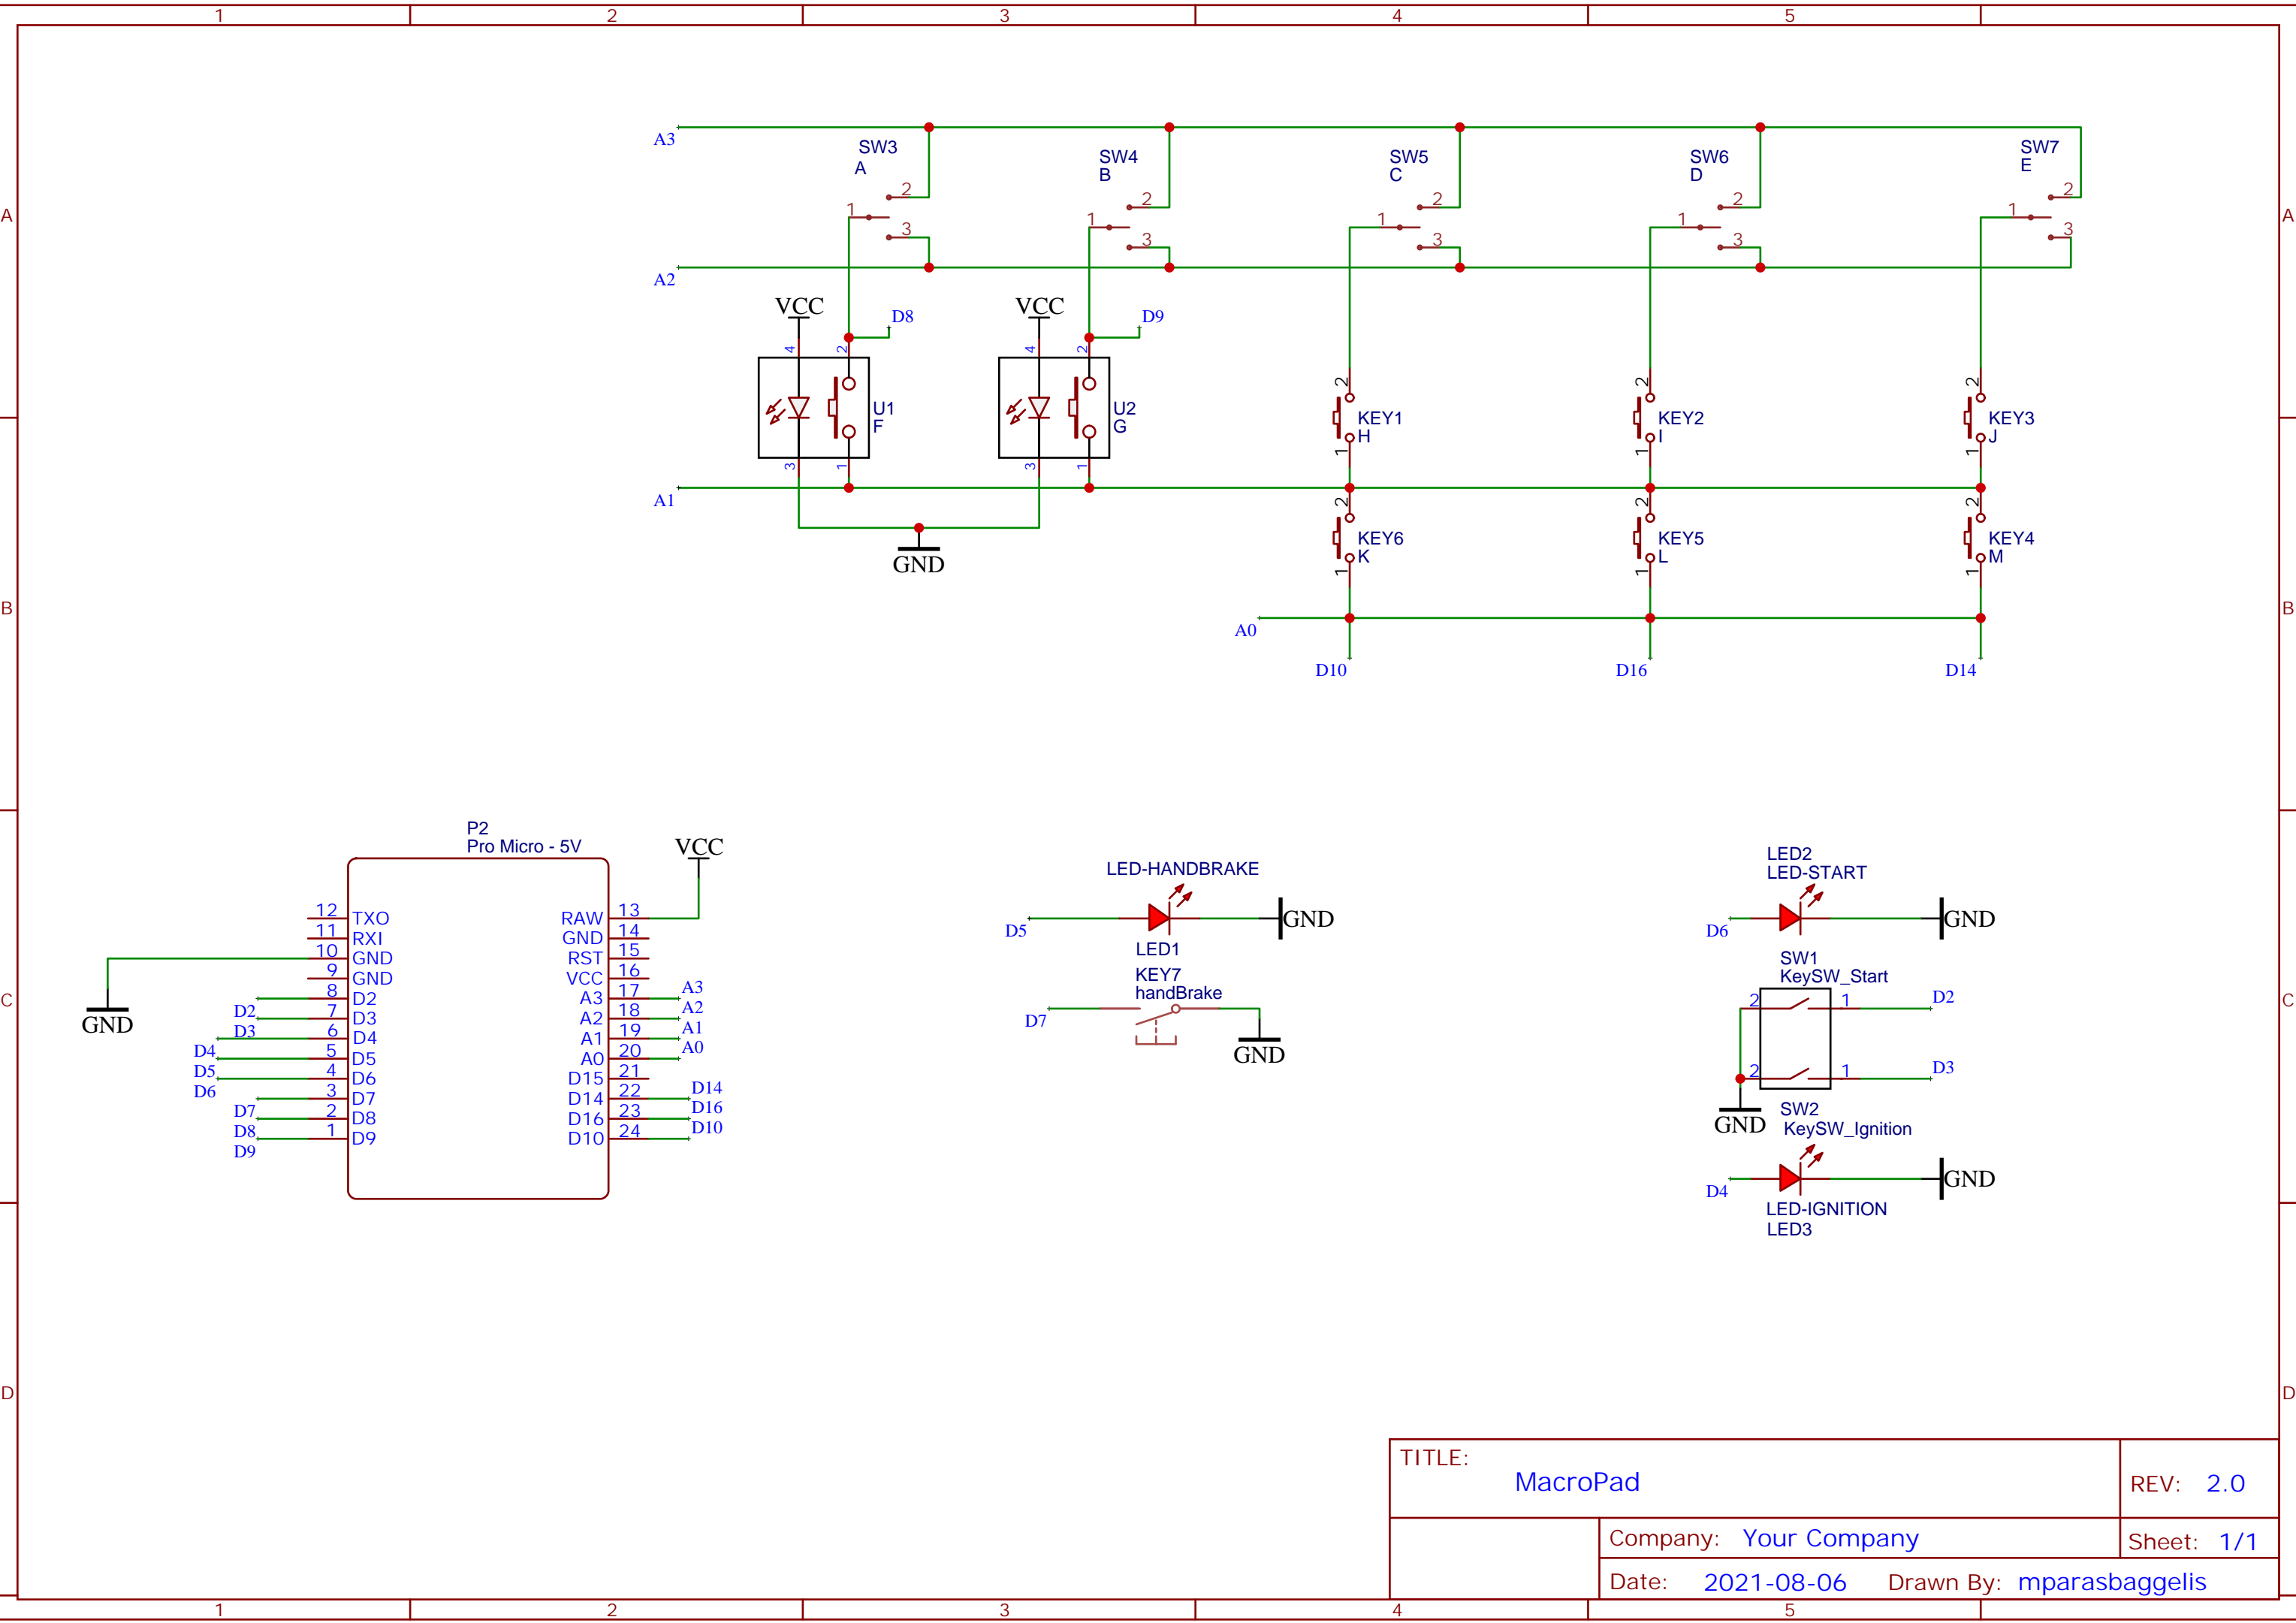 1 2 3 4 5
A3
SW3
A
SW4
B
SW5
C
SW6
D
SW7
E
1 2 3
1 2 3
1 2 3
1 2 3
1 2 3
A A
A2
VCC
D8
VCC
D9
4 2
U1
F
3 1
4 2
U2
G
3 1
2
KEY1
H
1
2
KEY2
I
1
2
KEY3
J
1
A1
GND
2
KEY6
K
1
2
KEY5
L
1
2
KEY4
M
1
B B
A0
D10
D16
D14
P2
Pro Micro - 5V
VCC
12 TXO
11 RXI
10 GND
9 GND
8 D2
7 D3
6 D4
5 D5
4 D6
3 D7
2 D8
1 D9
RAW 13
GND 14
RST 15
VCC 16
A3 17
A2 18
A1 19
A0 20
D15 21
D14 22
D16 23
D10 24
GND
D2
D3
D4
D5
D6
D7
D8
D9
A3
A2
A1
A0
D14
D16
D10
LED-HANDBRAKE
D5
GND
LED1
KEY7
handBrake
D7
GND
LED2
LED-START
D6
GND
SW1
KeySW_Start
2 1 D2
2 1 D3
GND
SW2
KeySW_Ignition
D4
GND
LED-IGNITION
LED3
C C
D D
TITLE:
MacroPad
REV: 2.0
Company: Your Company
Sheet: 1/1
Date: 2021-08-06 Drawn By: mparasbaggelis
1 2 3 4 5